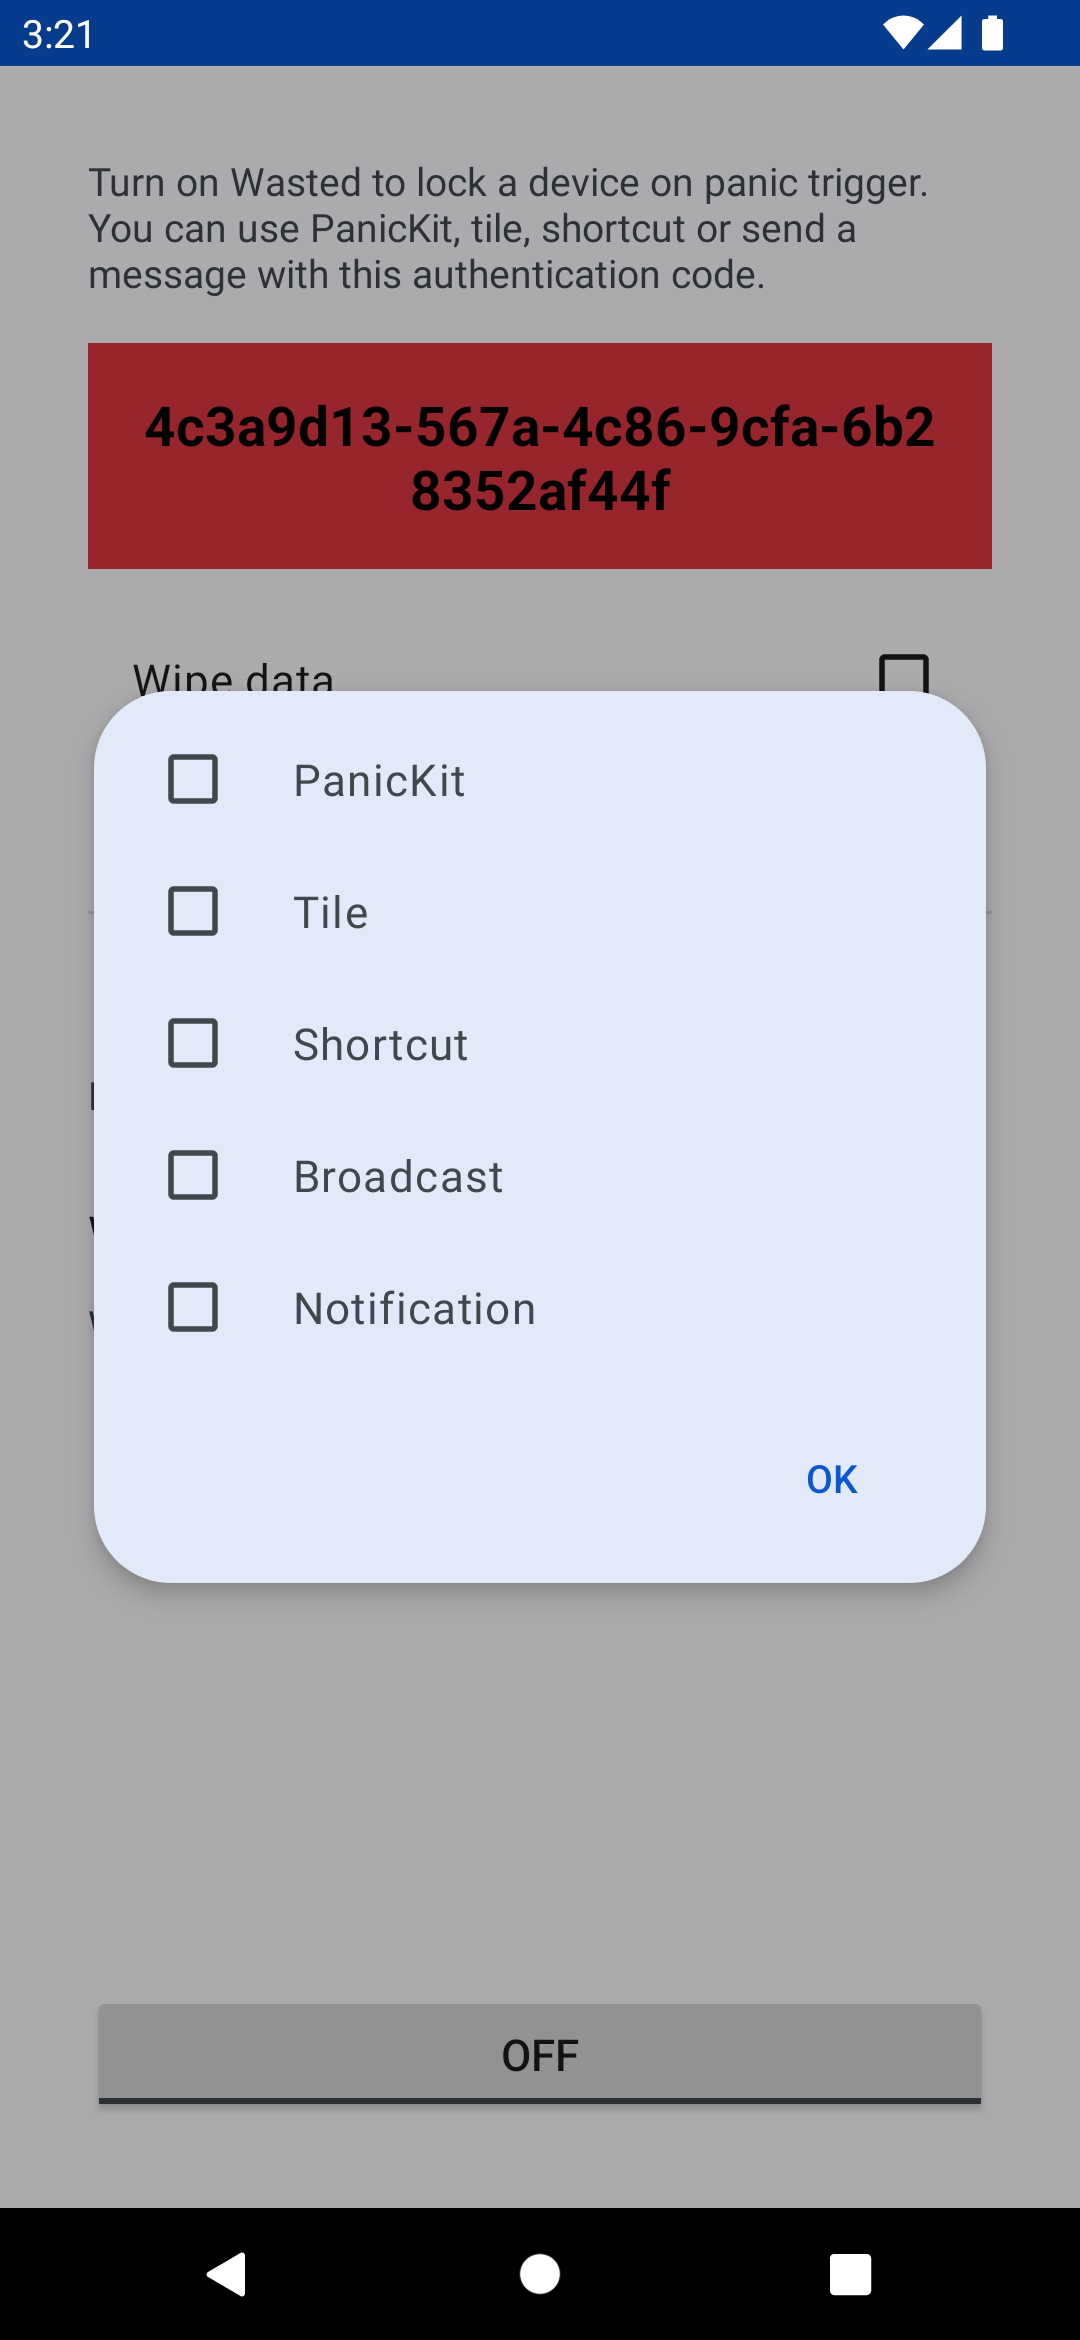 3:21
Turn on Wasted to lock a device on panic trigger.
You can use PanicKit, tile, shortcut or send a
message with this authentication code.
4c3a9d13-567a-4c86-9cfa-6b2
8352af44f
Wipe data
PanicKit
Tile
Shortcut
Broadcast
Notification
OK
OFF